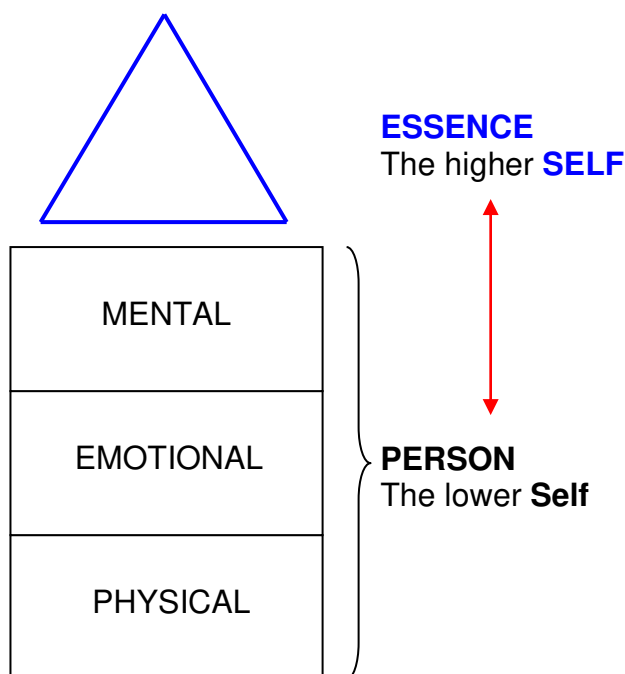 ESSENCE
The higher SELF
MENTAL
EMOTIONAL
PERSON
The lower Self
PHYSICAL